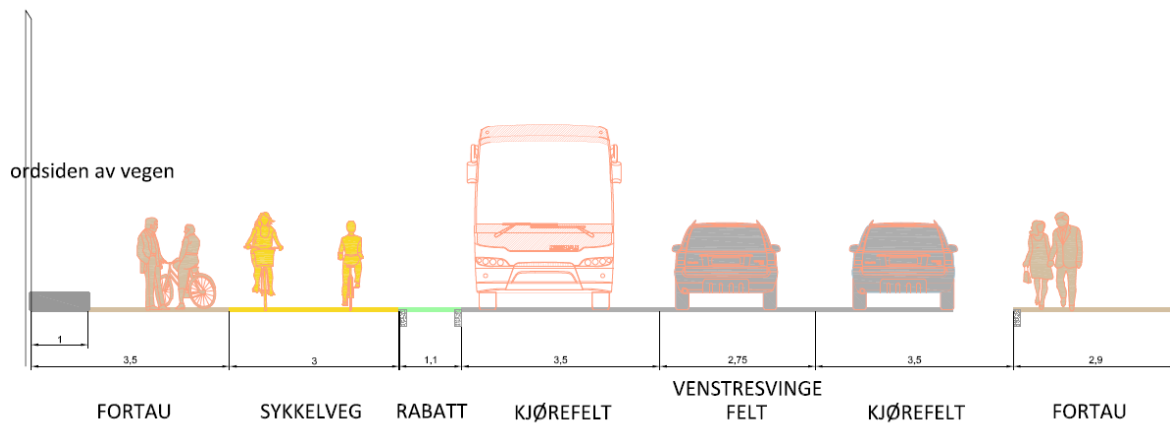 ordsiden av vegen
1
3,5
3
1,1
3,5
2,75
3,5
2,9
FORTAU
SYKKELVEG
RABATT
KJØREFELT
VENSTRESVINGE
FELT
KJØREFELT
FORTAU